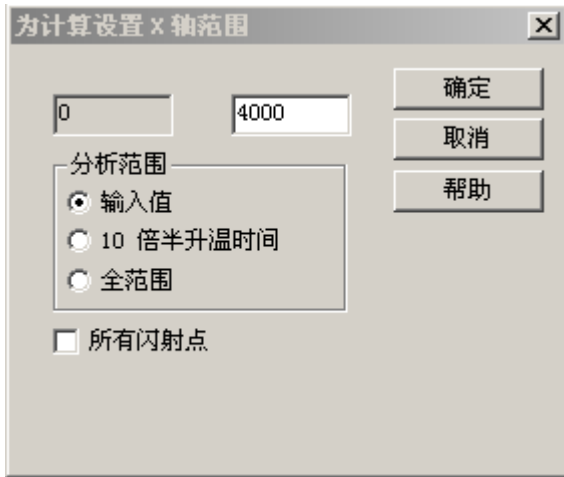 为计算设置 X 轴范围
0
4000
确定
取消
帮助
分析范围
输入值
10 倍半升温时间
全范围
所有闪射点